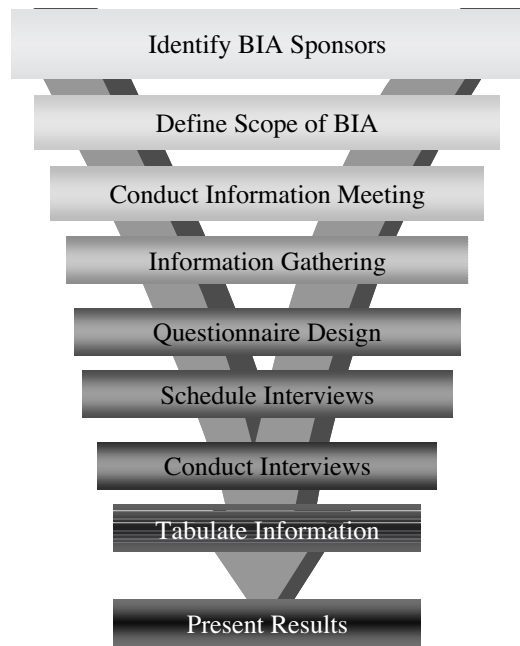 Identify BIA Sponsors
Define Scope of BIA
Conduct Information Meeting
Information Gathering
Questionnaire Design
Schedule Interviews
Conduct Interviews
Tabulate Information
Present Results